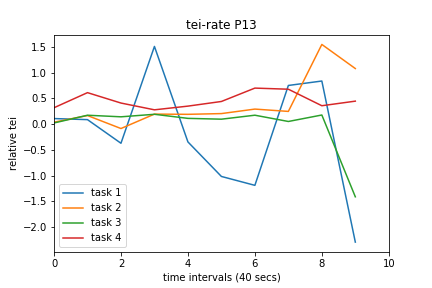 tei-rate P13
relative tei
1.5
1.0
0.5
0.0
−0.5
−1.0
−1.5
−2.0
task 1
task 2
task 3
task 4
0 2 4 6 8 10
time intervals (40 secs)